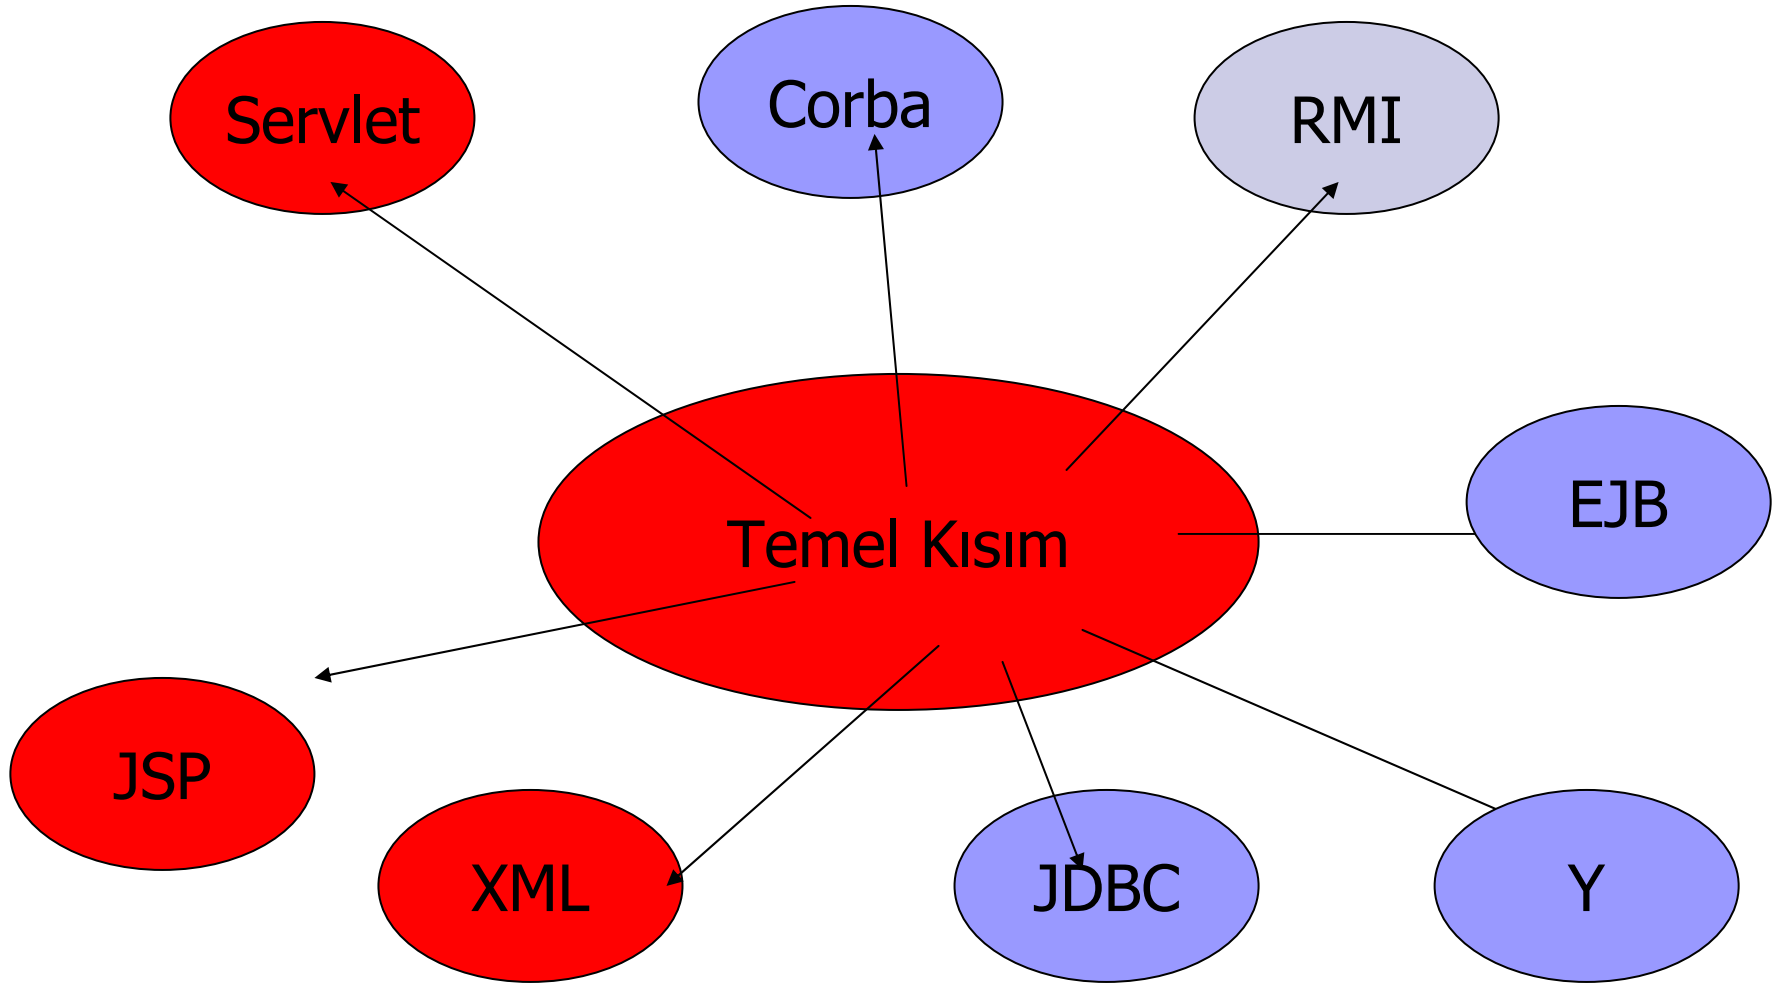 Servlet
Corba
RMI
EJB
Temel Kısım
JSP
XML
JDBC
Y